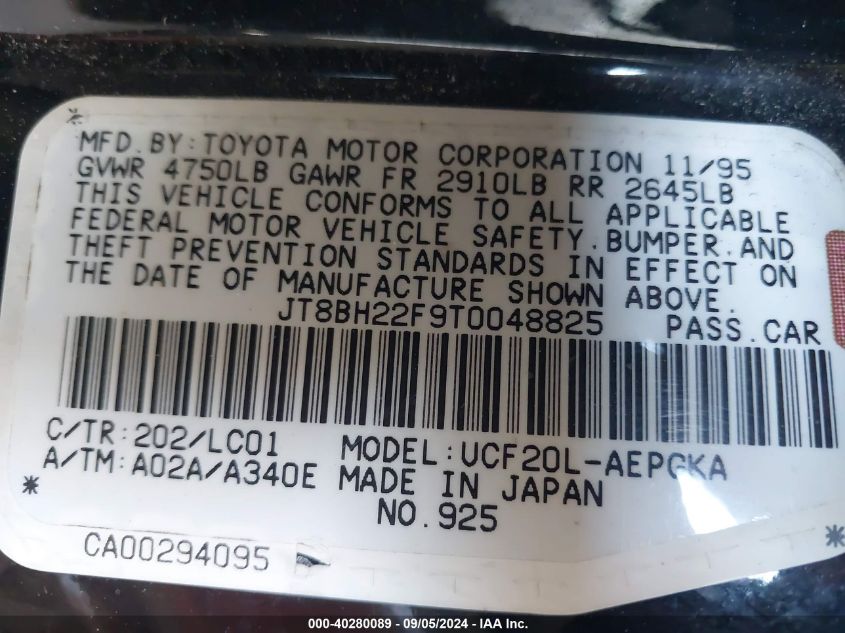 MFD.BY:TOYOTA MOTOR CORPORATION 11/95
GVWR 4750LB GAWR FR 2910LB RR 2645LB
THIS VEHICLE CONFORMS TO ALL APPLICABLE
FEDERAL MOTOR VEHICLE SAFETY.BUMPER.AND
THEFT PREVENTION STANDARDS IN EFFECT ON
THE DATE OF MANUFACTURE SHOWN ABOVE.
JT8BH22F9T0048825 PASS.CAR
C/TR:202/LC01 MODEL:UCF20L-AEPGKA
A/TM:A02A/A340E MADE IN JAPAN
* NO.925 *
CA00294095
000-40280089 - 09/05/2024 - IAA Inc.